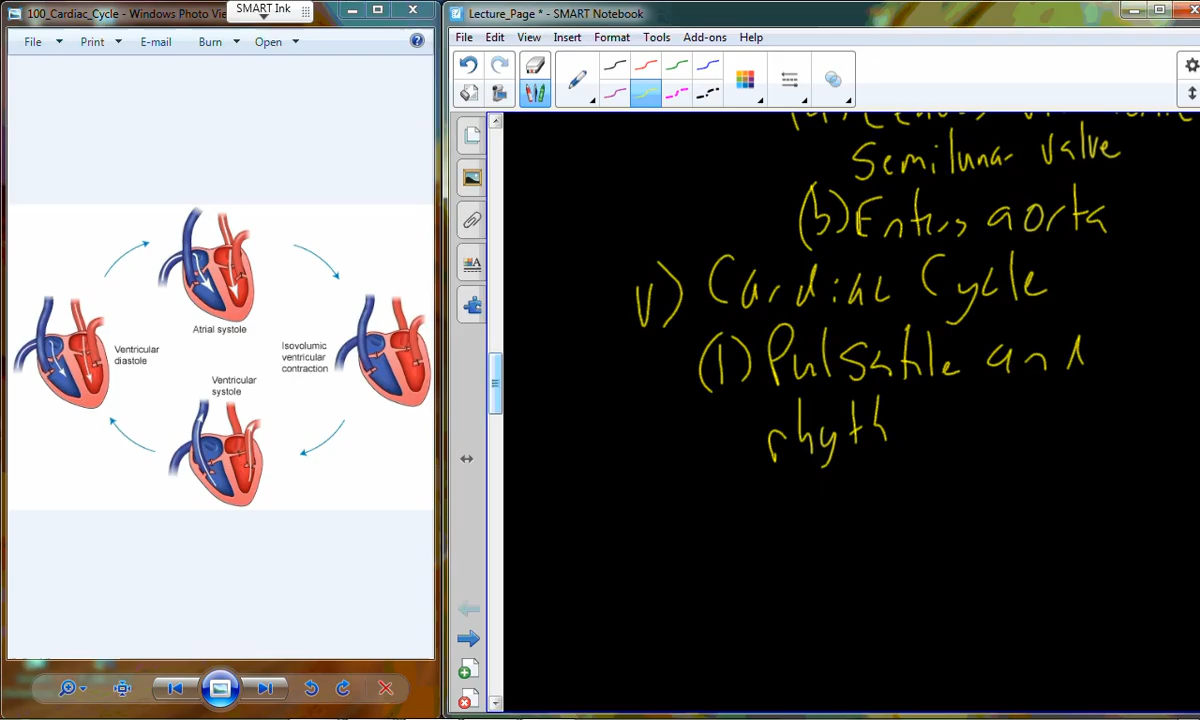 100_Cardiac_Cycle - Windows Photo Vie
SMART Ink
File Print E-mail Burn Open
Atrial systole
Ventricular
diastole
Isovolumic
ventricular
contraction
Ventricular
systole
Lecture_Page * - SMART Notebook
File Edit View Insert Format Tools Add-ons Help
Semilunar valve
(b) Enters aorta
v) Cardiac Cycle
(1) Pulsatile and
rhyth